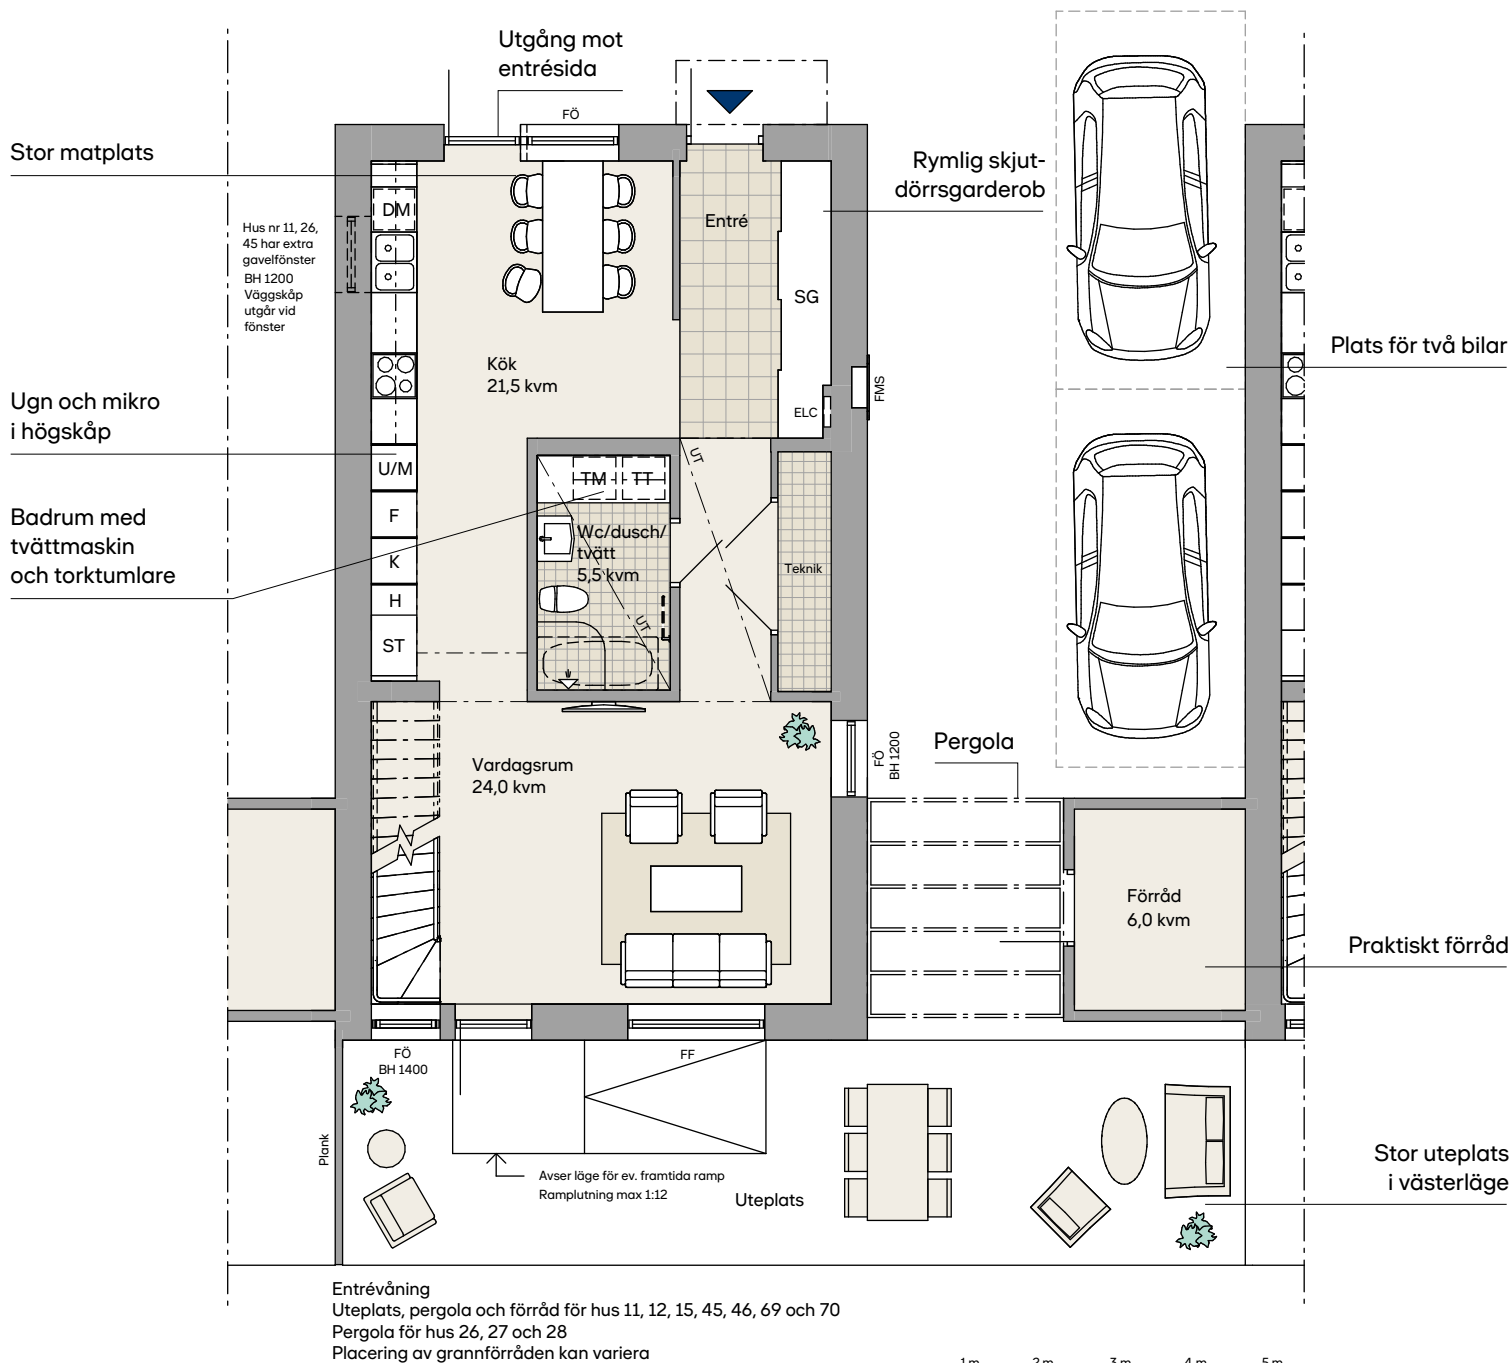 Utgång mot
entrésida
FÖ
Stor matplats
Rymlig skjut-
dörrsgarderob
DM
Entré
Hus nr 11, 26,
45 har extra
gavelfönster
BH 1200
Väggskåp
utgår vid
fönster
SG
Plats för två bilar
Kök
21,5 kvm
FMS
Ugn och mikro
i högskåp
ELC
UT
U/M
TM
TT
F
Badrum med
tvättmaskin
och torktumlare
Wc/dusch/
tvätt
5,5 kvm
K
Teknik
H
UT
ST
FÖ
BH 1200
Pergola
Vardagsrum
24,0 kvm
Förråd
6,0 kvm
Praktiskt förråd
FÖ
BH 1400
FF
Plank
Stor uteplats
i västerläge
Avser läge för ev. framtida ramp
Ramplutning max 1:12
Uteplats
Entrévåning
Uteplats, pergola och förråd för hus 11, 12, 15, 45, 46, 69 och 70
Pergola för hus 26, 27 och 28
Placering av grannförråden kan variera
1 m 2 m 3 m 4 m 5 m